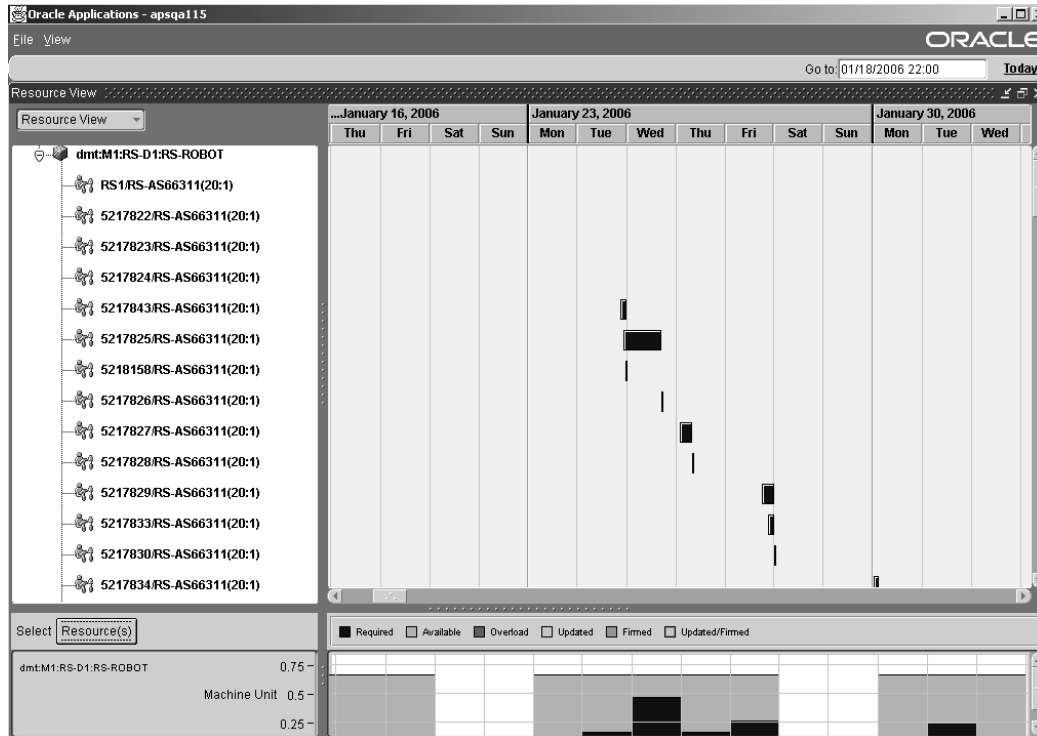 Oracle Applications - apsqa115
File View
ORACLE
Go to: 01/18/2006 22:00 Today
Resource View
Resource View
...January 16, 2006 January 23, 2006 January 30, 2006
Thu Fri Sat Sun Mon Tue Wed Thu Fri Sat Sun Mon Tue Wed
dmt:M1:RS-D1:RS-ROBOT
RS1/RS-AS66311(20:1)
5217822/RS-AS66311(20:1)
5217823/RS-AS66311(20:1)
5217824/RS-AS66311(20:1)
5217843/RS-AS66311(20:1)
5217825/RS-AS66311(20:1)
5218158/RS-AS66311(20:1)
5217826/RS-AS66311(20:1)
5217827/RS-AS66311(20:1)
5217828/RS-AS66311(20:1)
5217829/RS-AS66311(20:1)
5217833/RS-AS66311(20:1)
5217830/RS-AS66311(20:1)
5217834/RS-AS66311(20:1)
Select Resource(s)
Required Available Overload Updated Firmed Updated/Firmed
dmt:M1:RS-D1:RS-ROBOT 0.75
Machine Unit 0.5
0.25